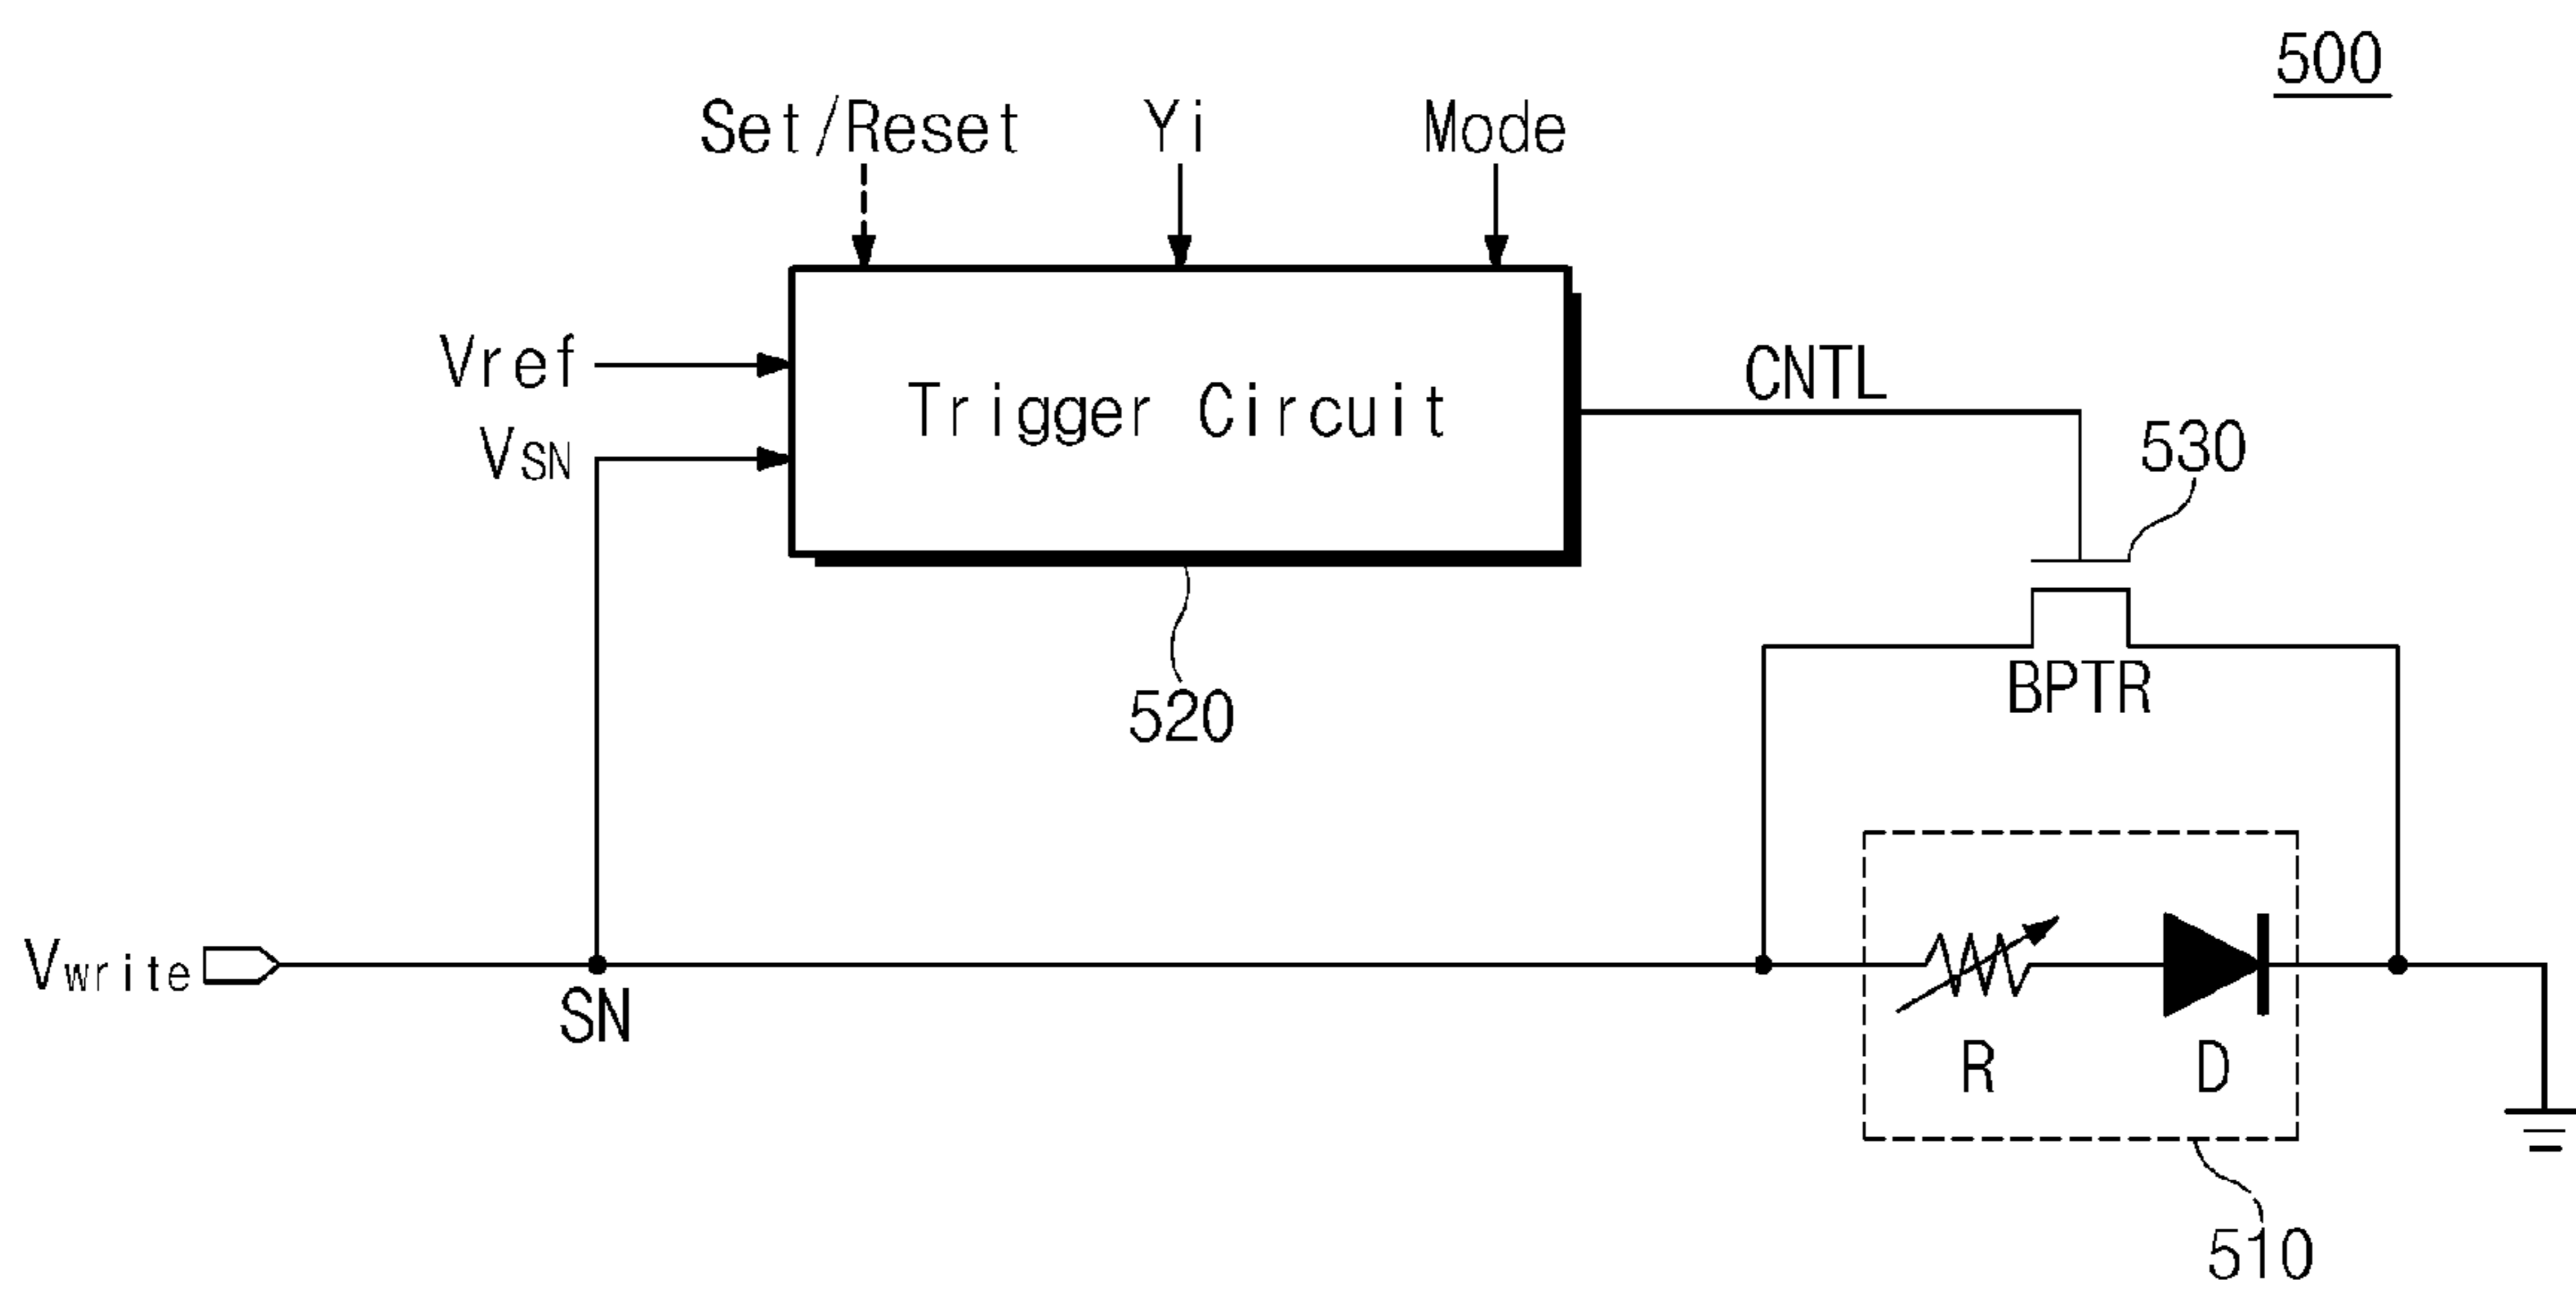 500
Set/Reset Yi Mode
Vref
VSN
Trigger Circuit
CNTL
530
BPTR
520
Vwrite
SN
R D
510